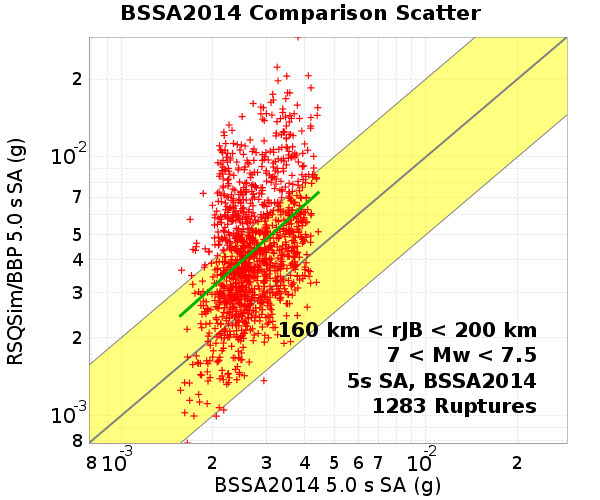 BSSA2014 Comparison Scatter
RSQSim/BBP 5.0 s SA (g)
2
10-2
7
5
4
3
2
10-3
8
160 km < rJB < 200 km
7 < Mw < 7.5
5s SA, BSSA2014
1283 Ruptures
8 10-3 2 3 4 5 6 7 10-2 2
BSSA2014 5.0 s SA (g)